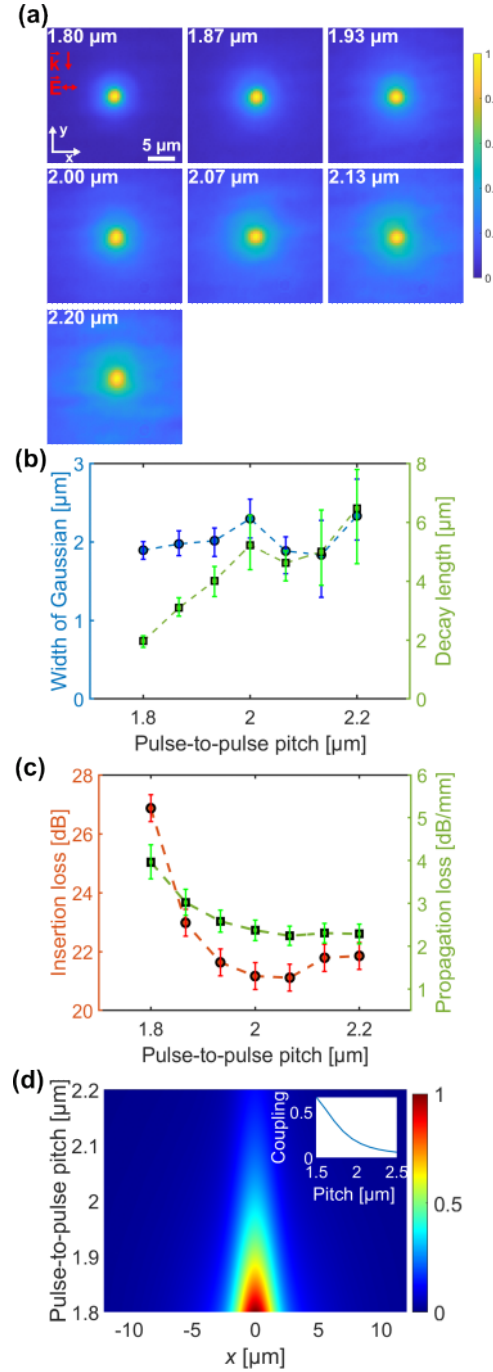 (a)
1.80 µm
1.87 µm
1.93 µm
k
E
y
x
5 µm
1
0
2.00 µm
2.07 µm
2.13 µm
2.20 µm
(b)
3
2
1
0
Width of Gaussian [µm]
8
6
4
2
0
Decay length [µm]
1.8
2
2.2
Pulse-to-pulse pitch [µm]
(c)
28
26
24
22
20
Insertion loss [dB]
6
5
4
3
2
1
Propagation loss [dB/mm]
1.8
2
2.2
Pulse-to-pulse pitch [µm]
(d)
2.2
2.1
2
1.9
1.8
Pulse-to-pulse pitch [µm]
Coupling
0.5
0
1.5
2
2.5
Pitch [µm]
1
0.5
0
-10
-5
0
5
10
x [µm]